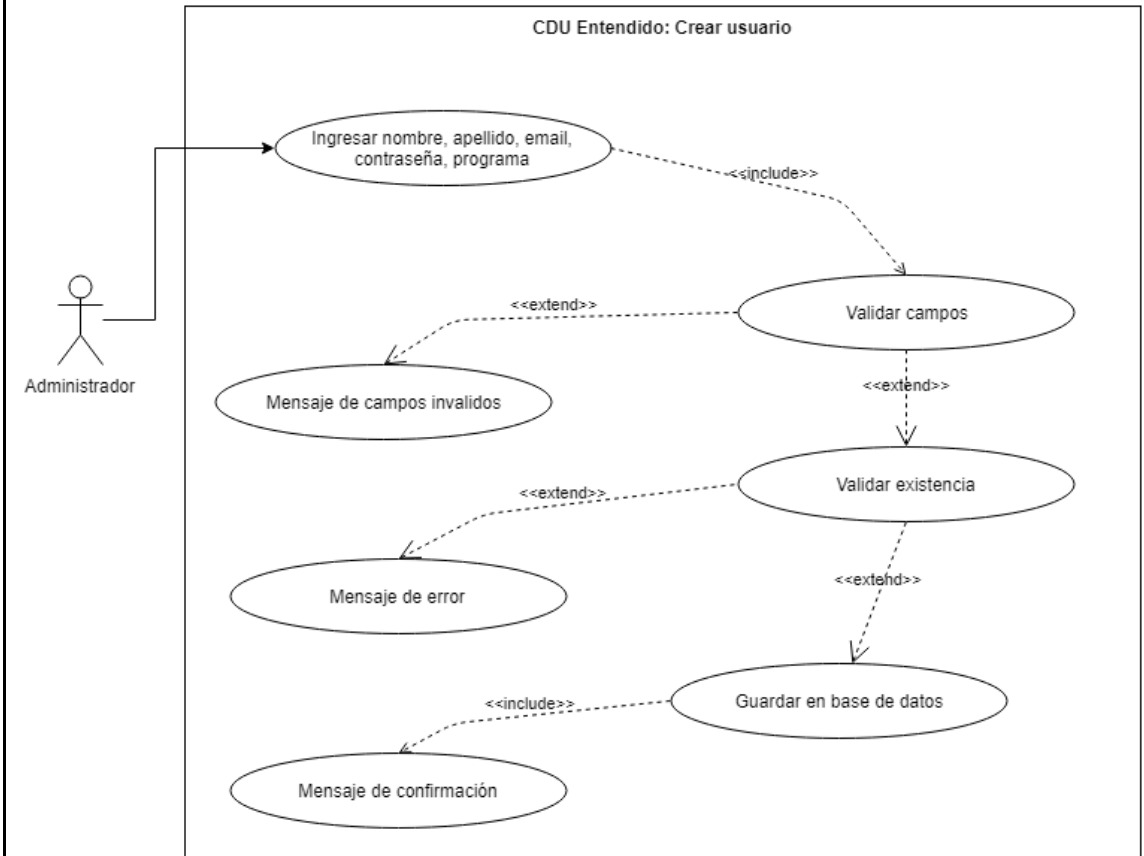 CDU Entendido: Crear usuario
Ingresar nombre, apellido, email,
contraseña, programa
<<include>>
<<extend>>
Validar campos
Administrador
<<extend>>
Mensaje de campos invalidos
<<extend>>
Validar existencia
<<extend>>
Mensaje de error
<<include>>
Guardar en base de datos
Mensaje de confirmación